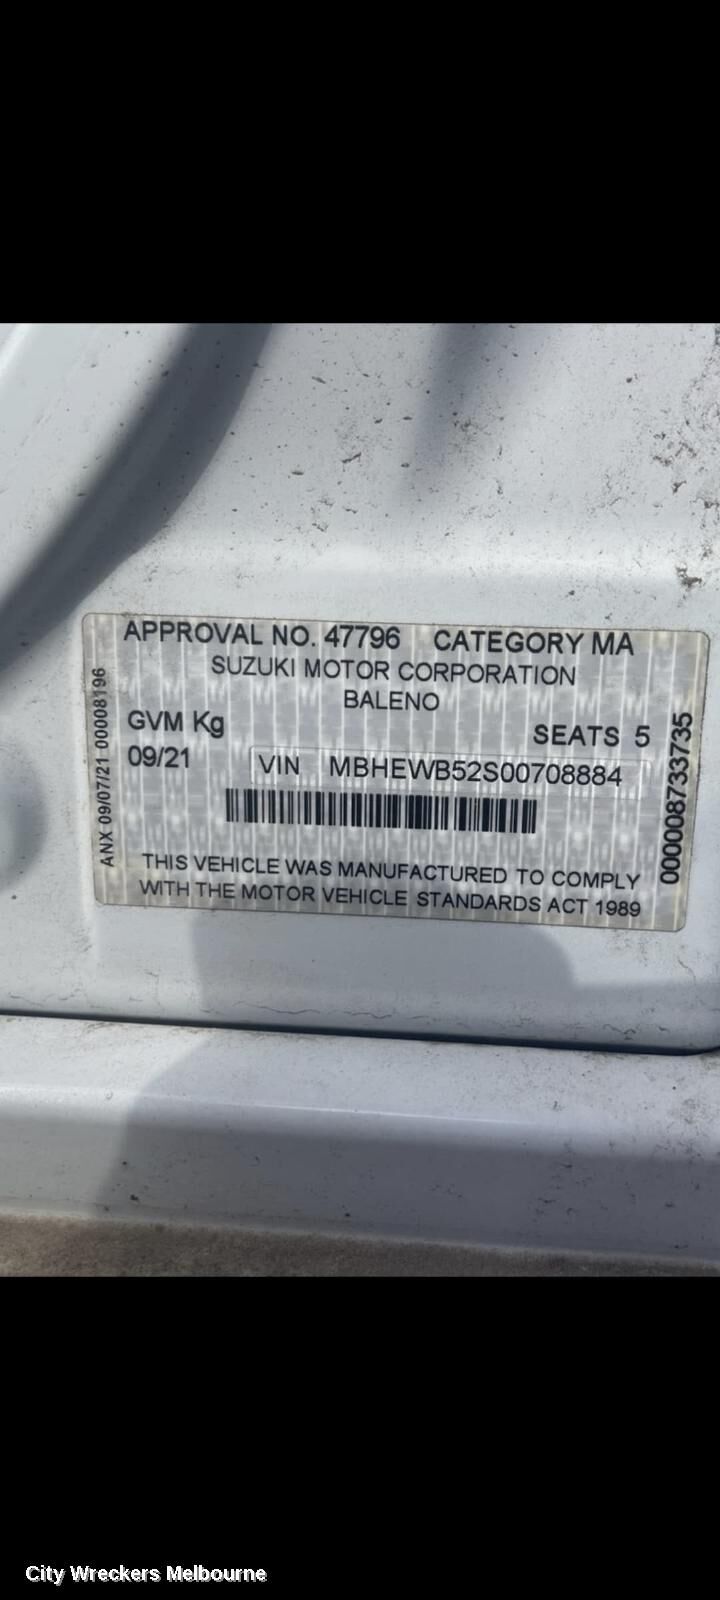 APPROVAL NO. 47796 CATEGORY MA
SUZUKI MOTOR CORPORATION
BALENO
GVM Kg
SEATS 5
09/21
VIN MBHEWB52S00708884
THIS VEHICLE WAS MANUFACTURED TO COMPLY
WITH THE MOTOR VEHICLE STANDARDS ACT 1989
ANX 09/07/21 00008196
000008733735
City Wreckers Melbourne